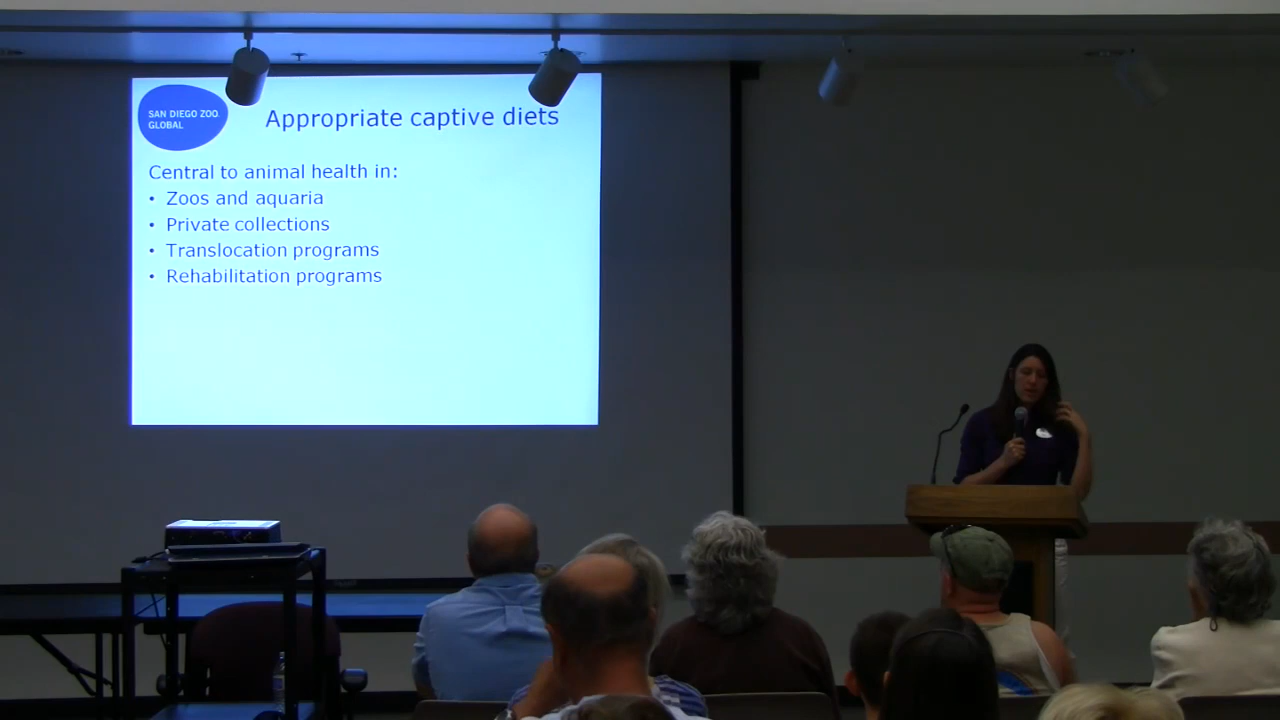 SAN DIEGO ZOO
GLOBAL
Appropriate captive diets
Central to animal health in:
• Zoos and aquaria
• Private collections
• Translocation programs
• Rehabilitation programs